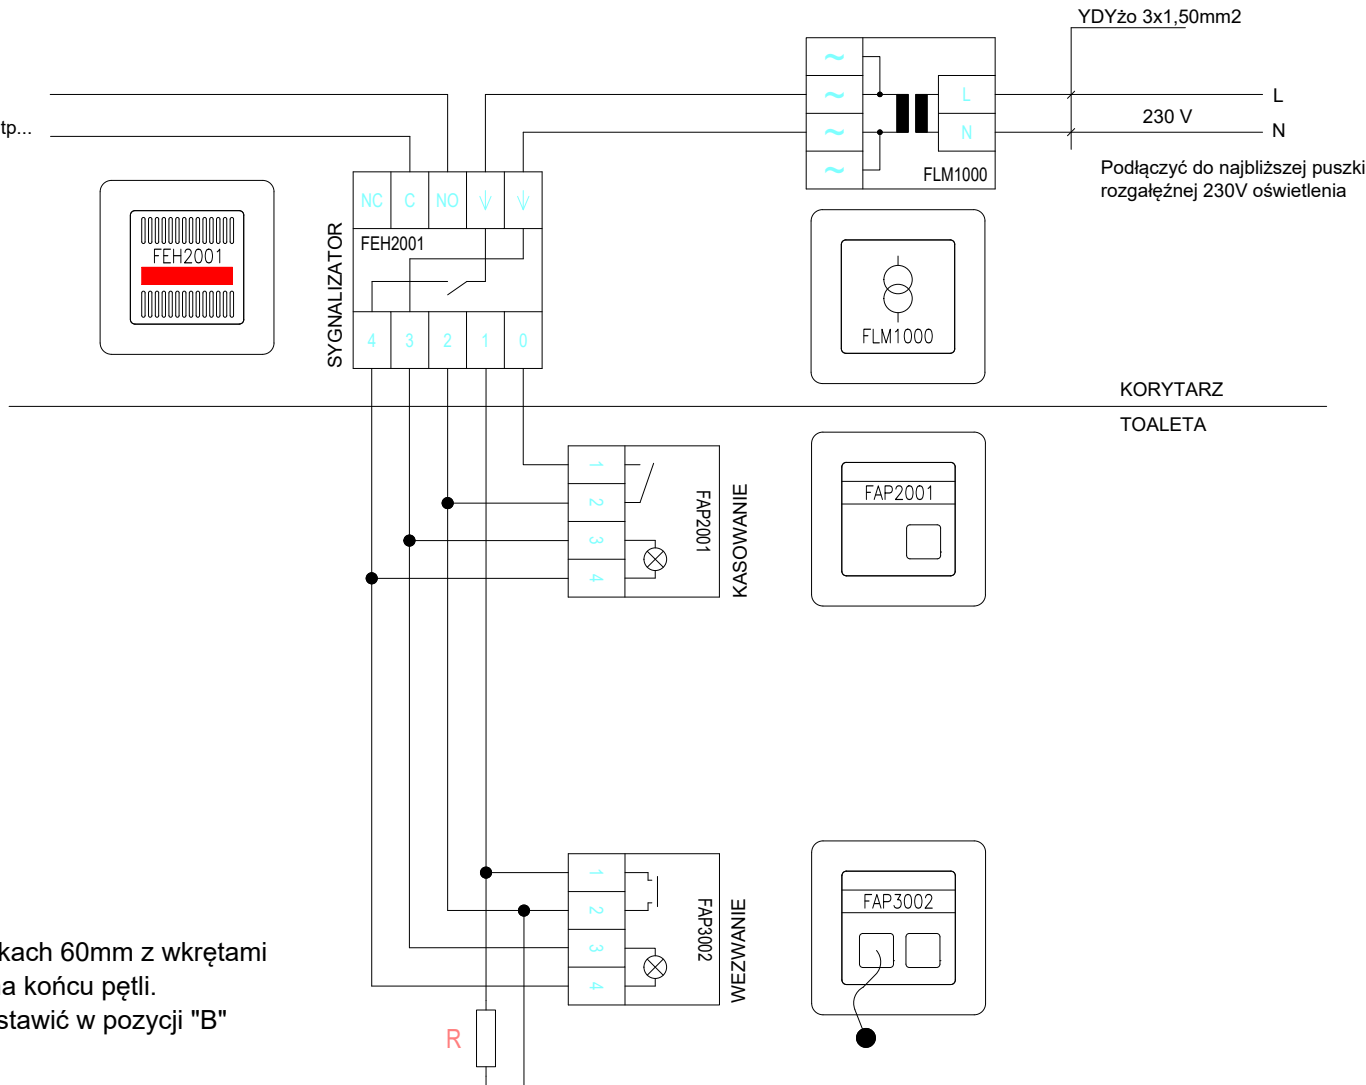 YDYżo 3x1,50mm2
~
~
~
~
L
N
FLM1000
L
230 V
N
Podłączyć do najbliższej puszki
rozgałęźnej 230V oświetlenia
tp...
NC C NO
FEH2001
SYGNALIZATOR
4 3 2 1 0
FEH2001
FLM1000
KORYTARZ
TOALETA
1
2
3
4
FAP2001
KASOWANIE
FAP2001
1
2
3
4
FAP3002
WEZWANIE
FAP3002
kach 60mm z wkrętami
na końcu pętli.
stawić w pozycji "B"
R